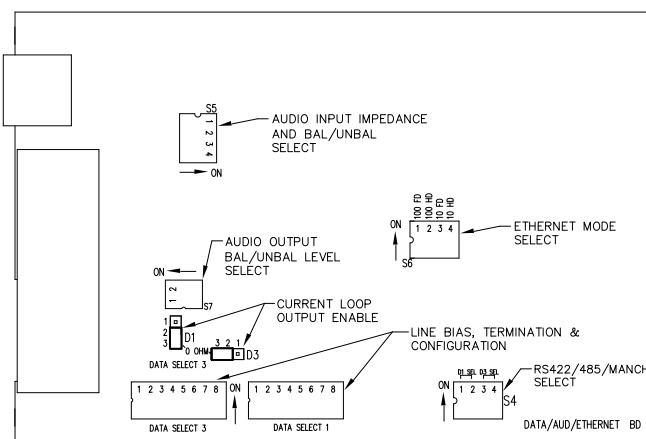 S5
1
2
3
4
AUDIO INPUT IMPEDANCE
AND BAL/UNBAL
SELECT
ON
100 FD
100 HD
10 FD
10 HD
ON
1 2 3 4
S6
ETHERNET MODE
SELECT
AUDIO OUTPUT
BAL/UNBAL LEVEL
SELECT
ON
1 2
S7
CURRENT LOOP
OUTPUT ENABLE
1
2
3
D1
0 OHM
3 2 1
D3
DATA SELECT 3
LINE BIAS, TERMINATION &
CONFIGURATION
1 2 3 4 5 6 7 8
ON
1 2 3 4 5 6 7 8
DATA SELECT 3
DATA SELECT 1
D1 SEL D3 SEL
ON
1 2 3 4
S4
RS422/485/MANCH
SELECT
DATA/AUD/ETHERNET BD